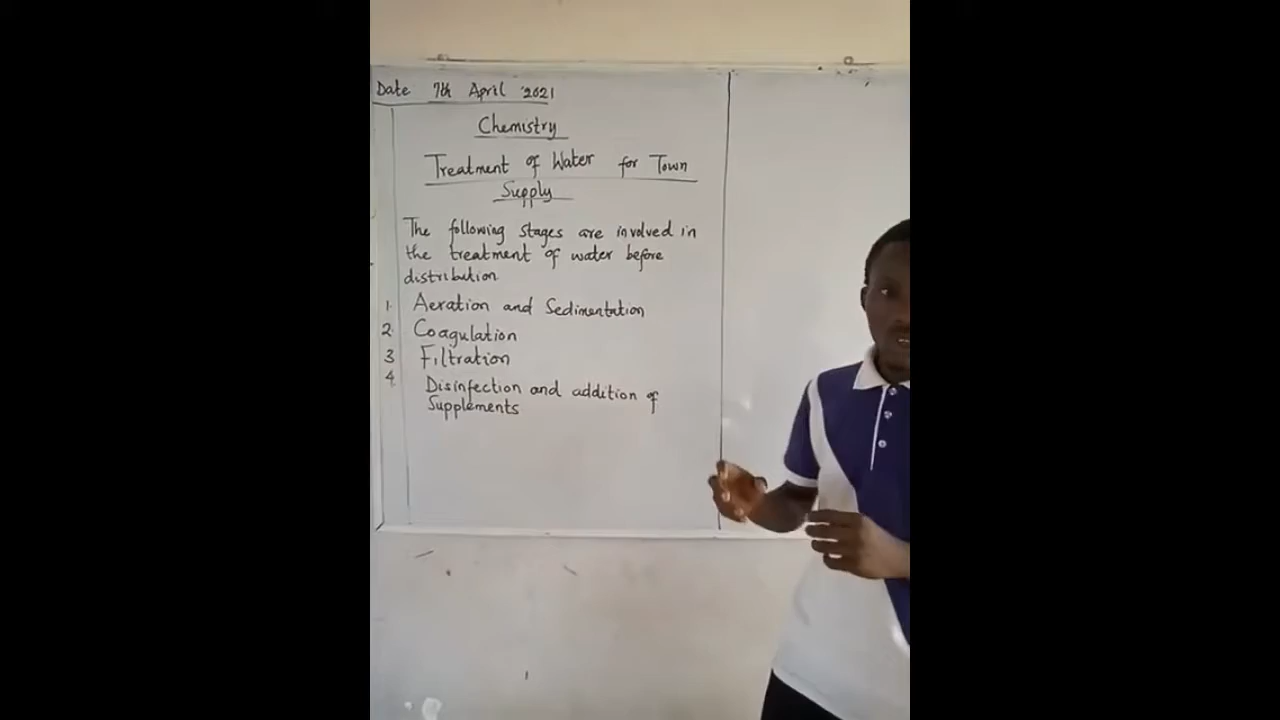 Date 7th April 2021
Chemistry
Treatment of Water for Town
Supply
The following stages are involved in
the treatment of water before
distribution
1. Aeration and Sedimentation
2. Coagulation
3 Filtration
4. Disinfection and addition of
Supplements